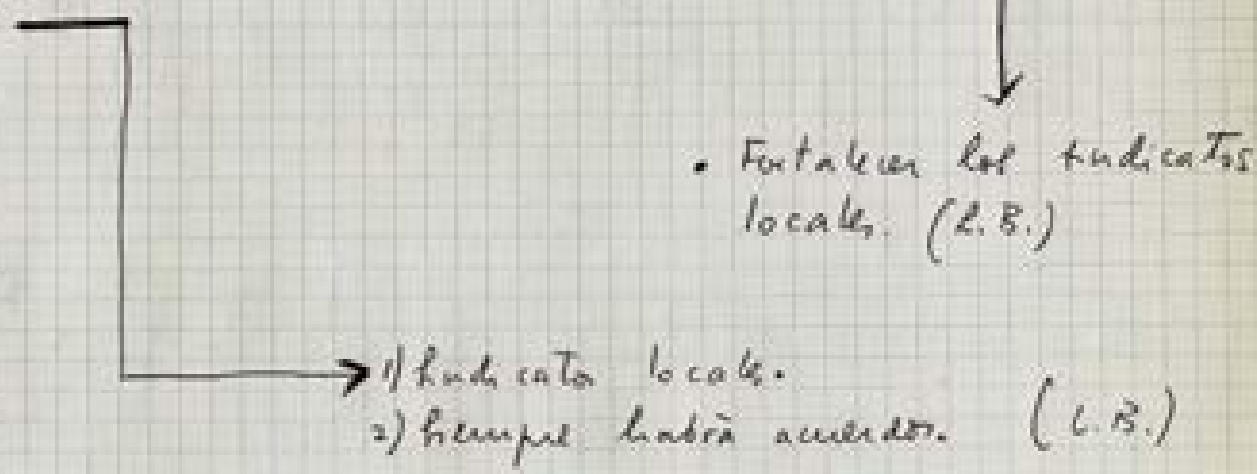 • Fortalecer los sindicatos
locales. (L.B.)
1) Sindicatos locales.
2) Siempre habrá acuerdos. (L.B.)